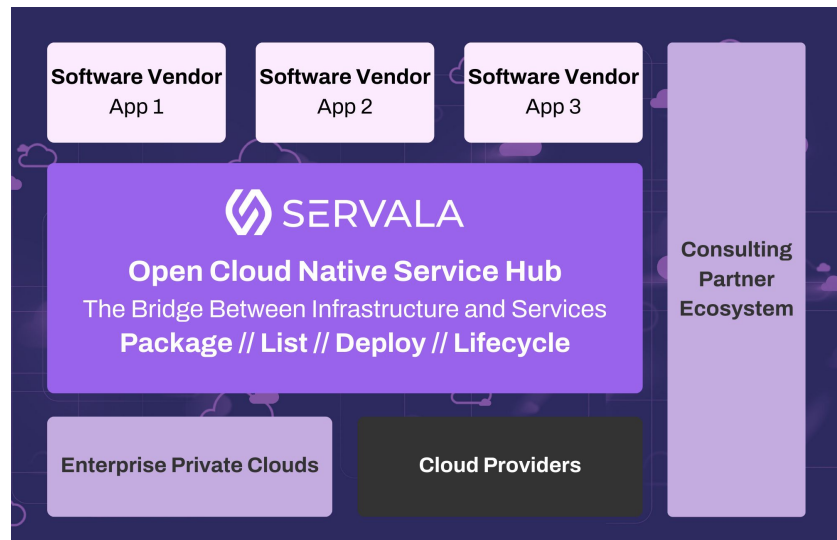 Software Vendor
App 1
Software Vendor
App 2
Software Vendor
App 3
SERVALA
Open Cloud Native Service Hub
The Bridge Between Infrastructure and Services
Package // List // Deploy // Lifecycle
Consulting
Partner
Ecosystem
Enterprise Private Clouds
Cloud Providers